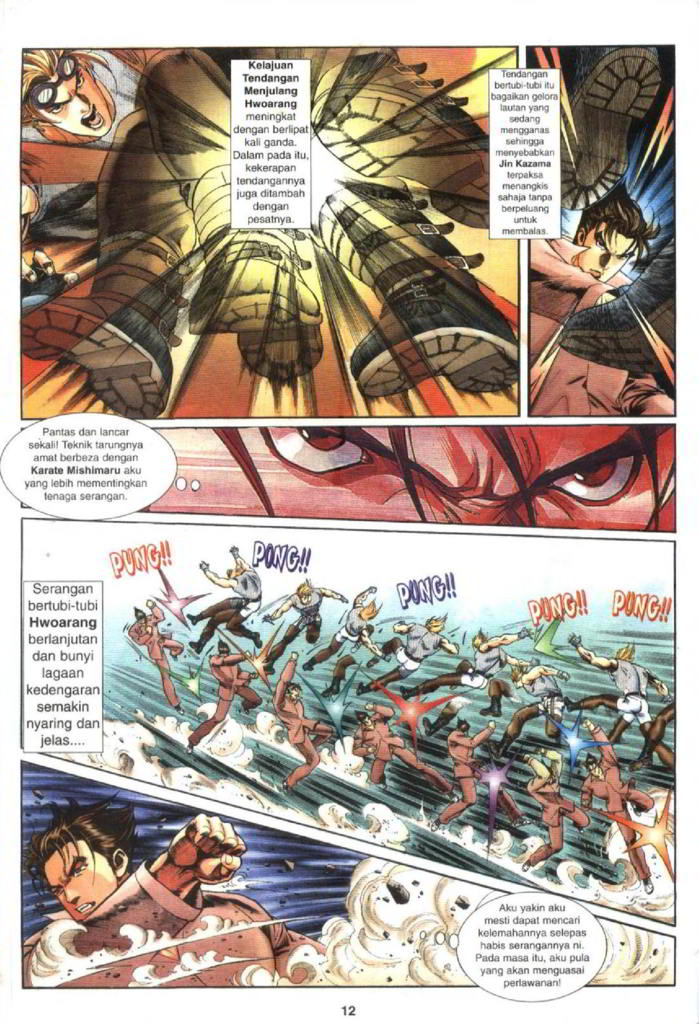 Kelajuan
Tendangan
Menjulang
Hwoarang
meningkat
dengan berlipat
kali ganda.
Dalam pada itu,
kekerapan
tendangannya
juga ditambah
dengan
pesatnya.
Tendangan
bertubi-tubi itu
bagaikan gelora
lautan yang
sedang
mengganas
sehingga
menyebabkan
Jin Kazama
terpaksa
menangkis
sahaja tanpa
berpeluang
untuk
membalas.
Pantas dan lancar
sekali! Teknik tarungnya
amat berbeza dengan
Karate Mishimaru aku
yang lebih mementingkan
tenaga serangan.
PUNG!!
PING!!
PUNG!!
PUNG!!
PUNG!!
Serangan
bertubi-tubi
Hwoarang
berlanjutan
dan bunyi
lagaan
kedengaran
semakin
nyaring dan
jelas....
Aku yakin aku
mesti dapat mencari
kelemahannya selepas
habis serangannya ni.
Pada masa itu, aku pula
yang akan menguasai
perlawanan!
12